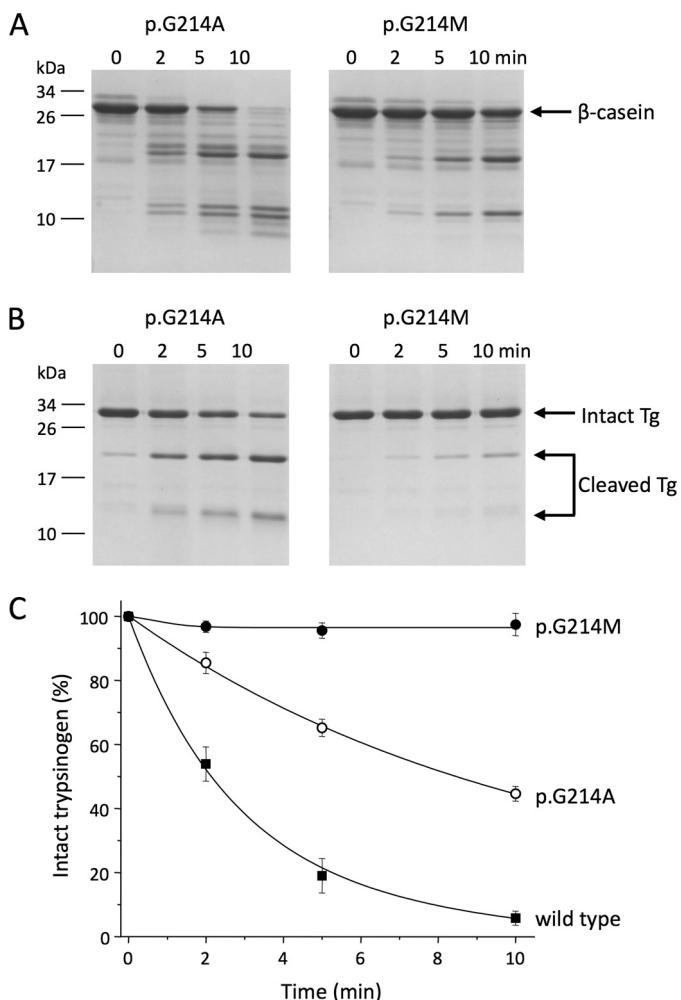 A
p.G214A p.G214M
0 2 5 10 0 2 5 10 min
kDa
34
26
17
10
β-casein
B
p.G214A p.G214M
0 2 5 10 0 2 5 10 min
kDa
34
26
17
10
Intact Tg
Cleaved Tg
C
100
80
60
40
20
0
Intact trypsinogen (%)
p.G214M
p.G214A
wild type
0 2 4 6 8 10
Time (min)